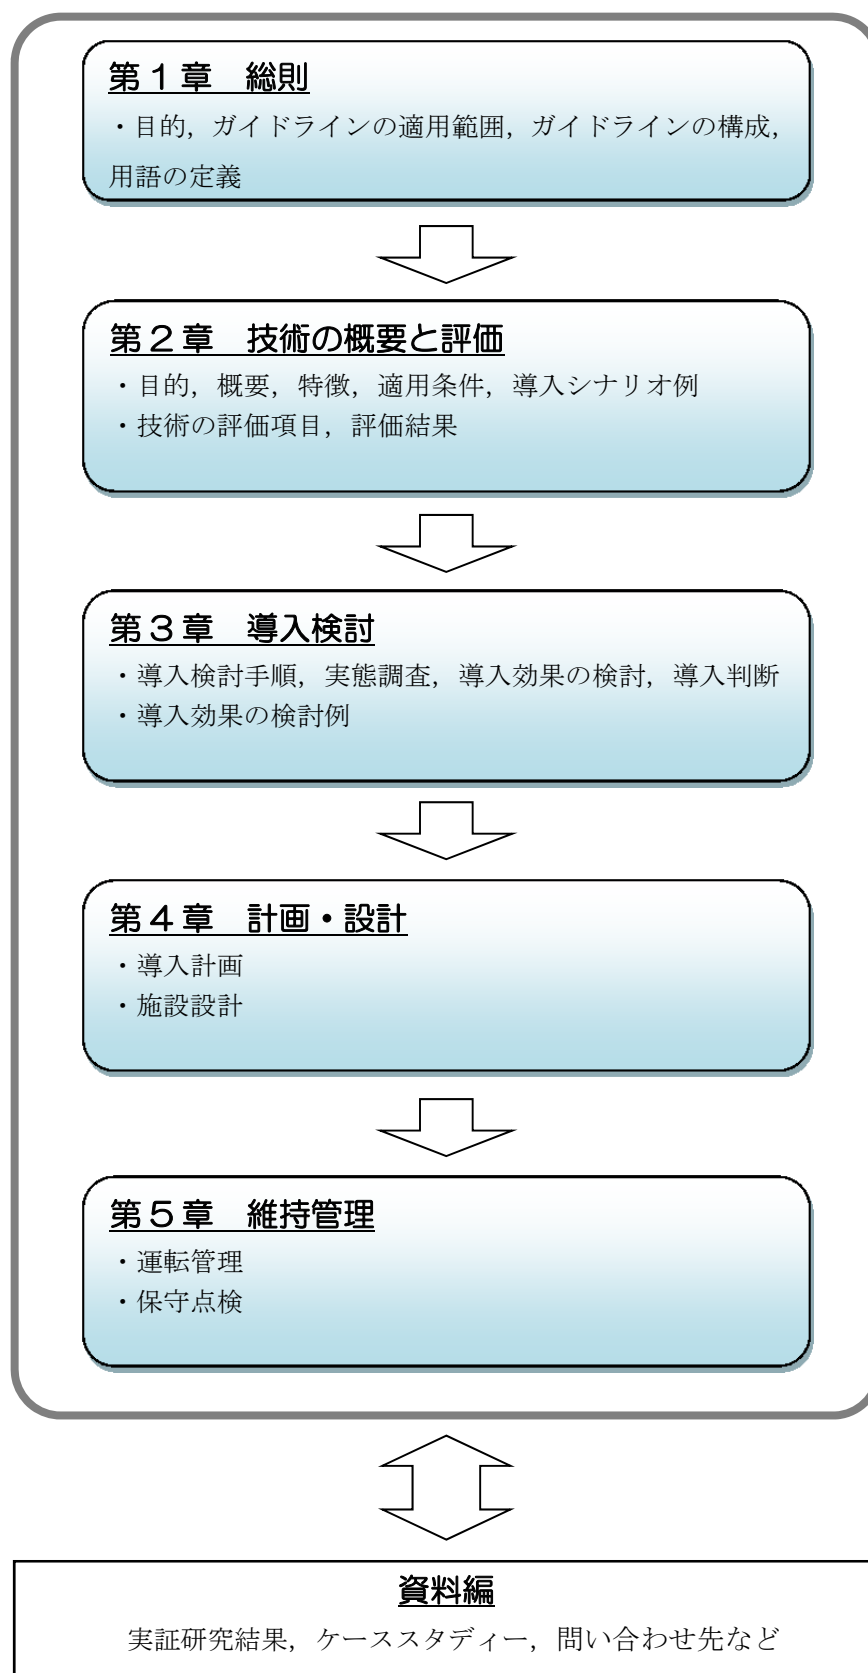 第１章　総則
・目的，ガイドラインの適用範囲，ガイドラインの構成，
用語の定義
第２章　技術の概要と評価
・目的，概要，特徴，適用条件，導入シナリオ例
・技術の評価項目，評価結果
第３章　導入検討
・導入検討手順，実態調査，導入効果の検討，導入判断
・導入効果の検討例
第４章　計画・設計
・導入計画
・施設設計
第５章　維持管理
・運転管理
・保守点検
資料編
実証研究結果，ケーススタディー，問い合わせ先など